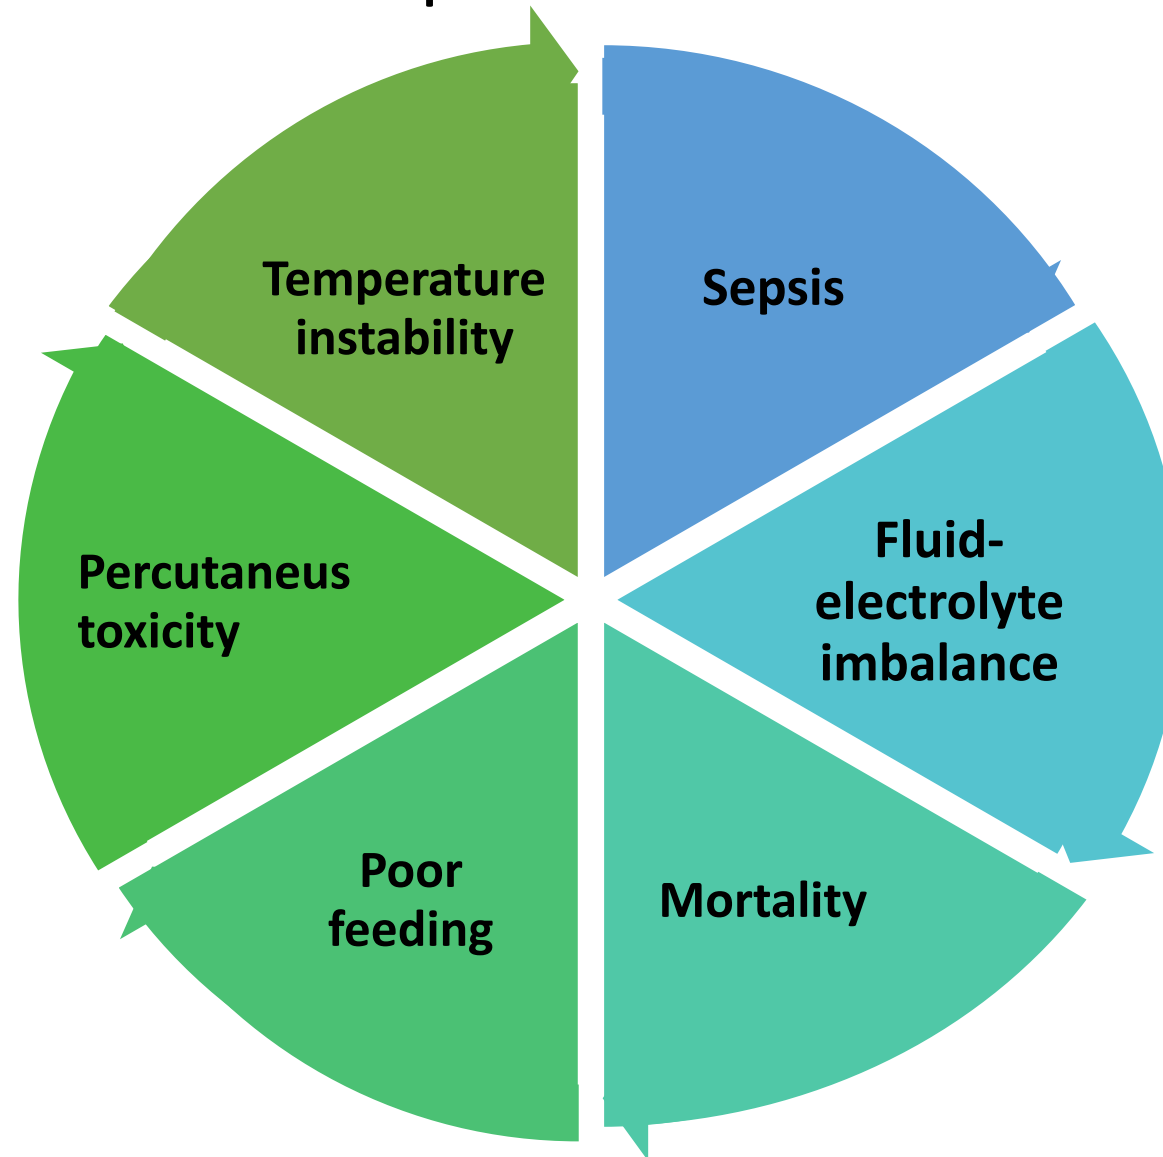 Temperature
instability
Sepsis
Fluid-
electrolyte
imbalance
Mortality
Poor
feeding
Percutaneus
toxicity